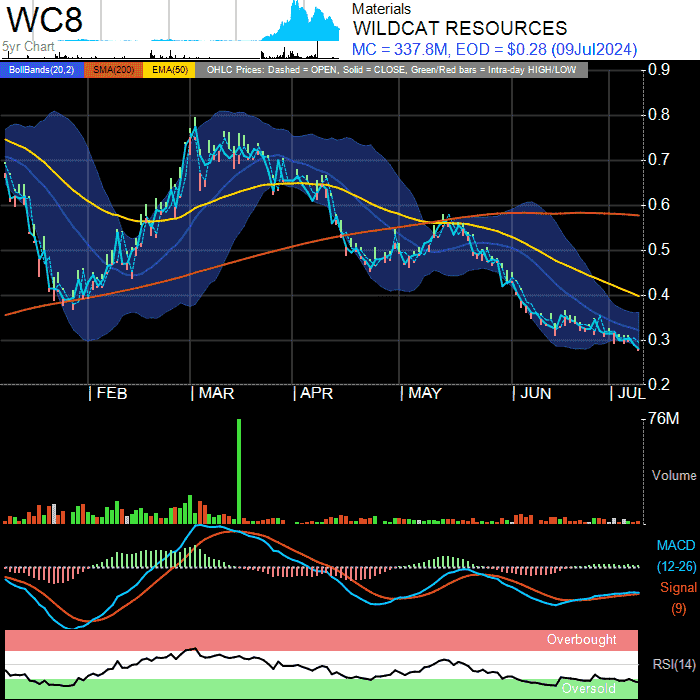 WC8
5yr Chart
Materials
WILDCAT RESOURCES
MC = 337.8M, EOD = $0.28 (09Jul2024)
BollBands(20,2) SMA(200) EMA(50) OHLC Prices: Dashed = OPEN, Solid = CLOSE, Green/Red bars = Intra-day HIGH/LOW
0.9
0.8
0.7
0.6
0.5
0.4
0.3
0.2
FEB MAR APR MAY JUN JUL
76M
Volume
MACD
(12-26)
Signal
(9)
Overbought
RSI(14)
Oversold